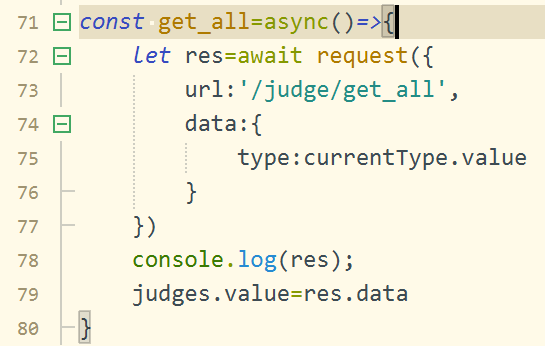 71 const get_all=async()=>{
72 let res=await request({
73 url:'/judge/get_all',
74 data:{
75 type:currentType.value
76 }
77 })
78 console.log(res);
79 judges.value=res.data
80 }